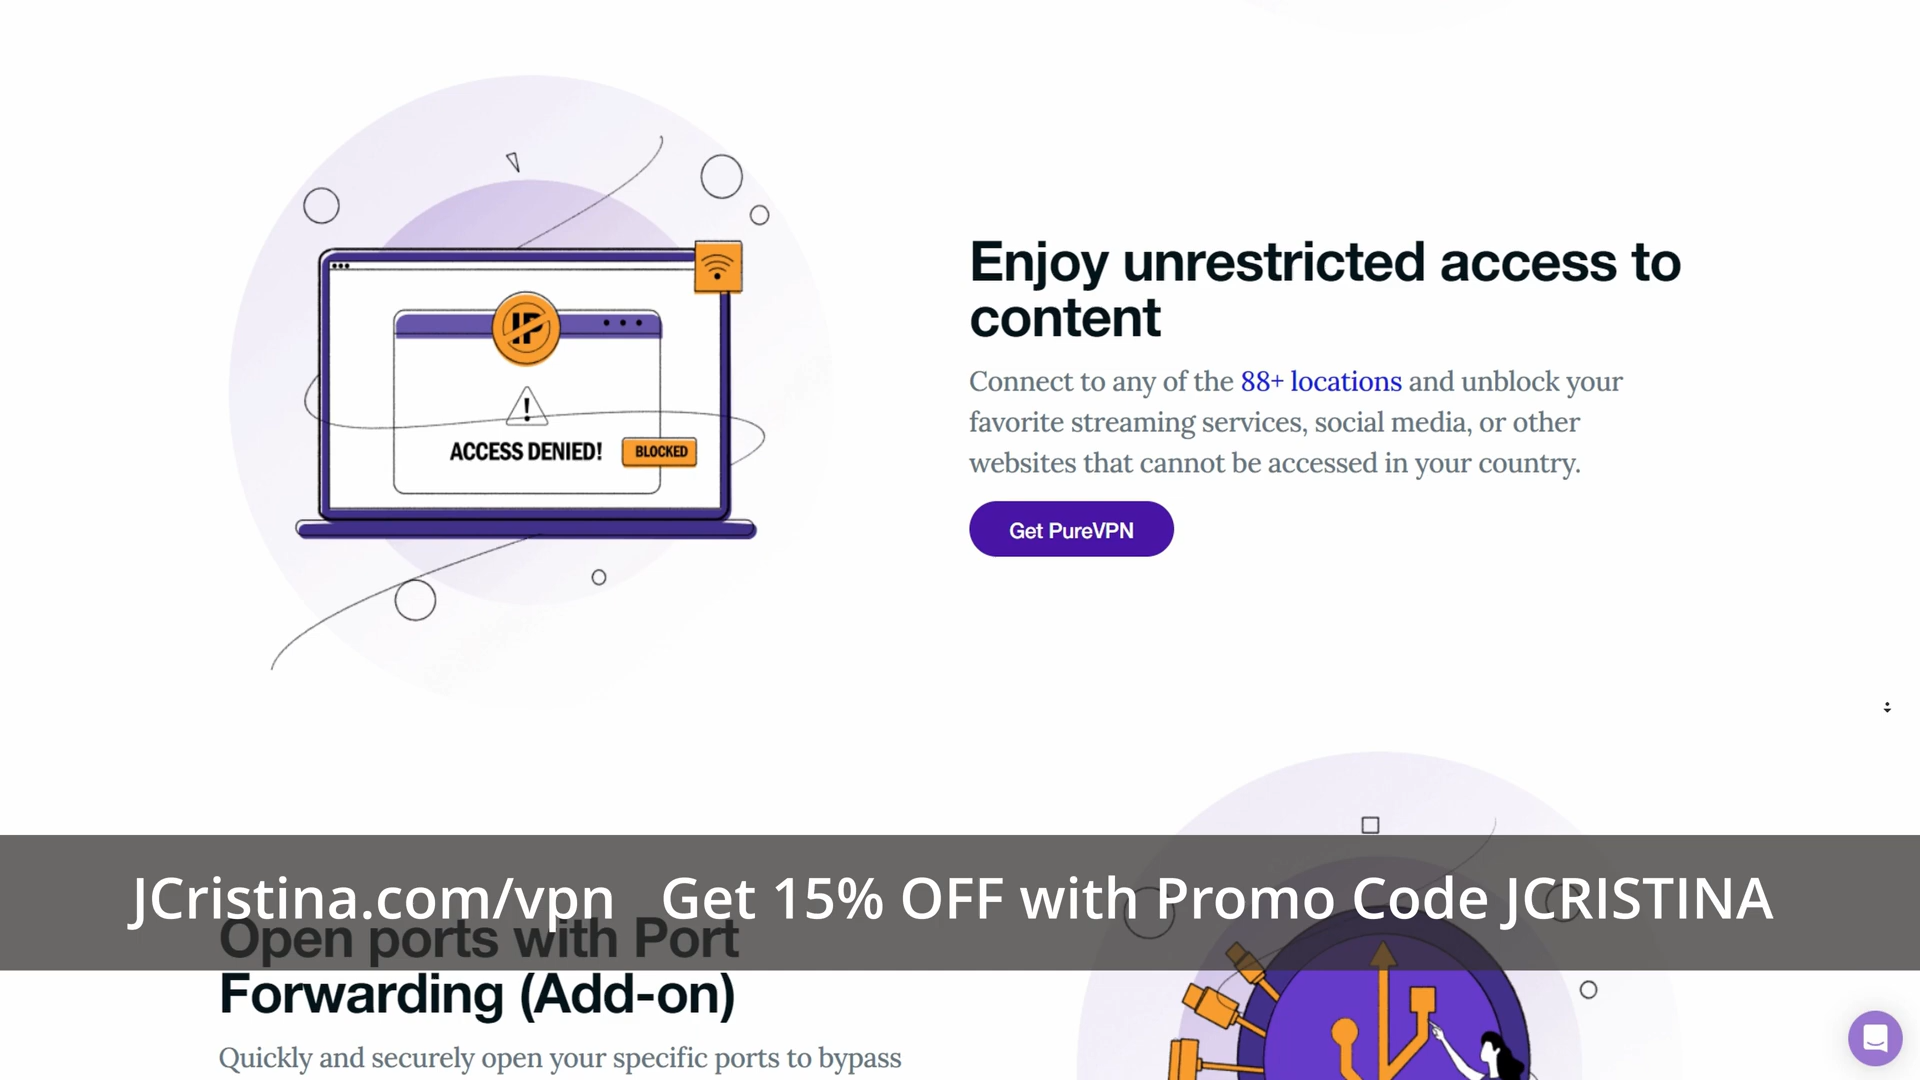 IP
ACCESS DENIED!
BLOCKED
Enjoy unrestricted access to
content
Connect to any of the 88+ locations and unblock your
favorite streaming services, social media, or other
websites that cannot be accessed in your country.
Get PureVPN
JCristina.com/vpn Get 15% OFF with Promo Code JCRISTINA
Open ports with Port
Forwarding (Add-on)
Quickly and securely open your specific ports to bypass